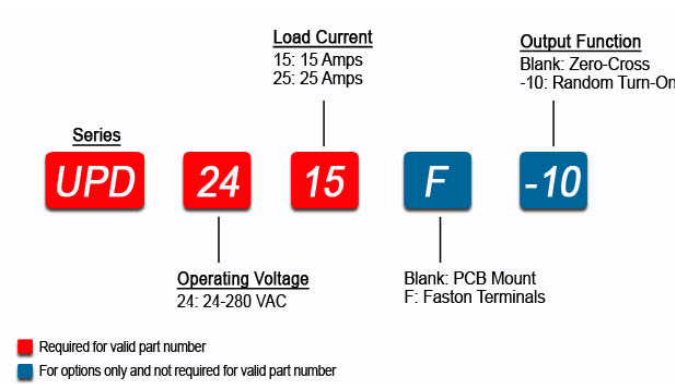 Load Current
15: 15 Amps
25: 25 Amps
Output Function
Blank: Zero-Cross
-10: Random Turn-On
Series
UPD 24 15 F -10
Operating Voltage
24: 24-280 VAC
Blank: PCB Mount
F: Faston Terminals
Required for valid part number
For options only and not required for valid part number